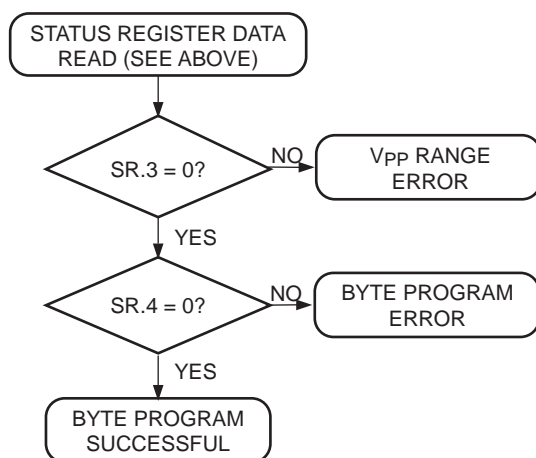 STATUS REGISTER DATA
READ (SEE ABOVE)
SR.3 = 0?
NO
VPP RANGE
ERROR
YES
SR.4 = 0?
NO
BYTE PROGRAM
ERROR
YES
BYTE PROGRAM
SUCCESSFUL